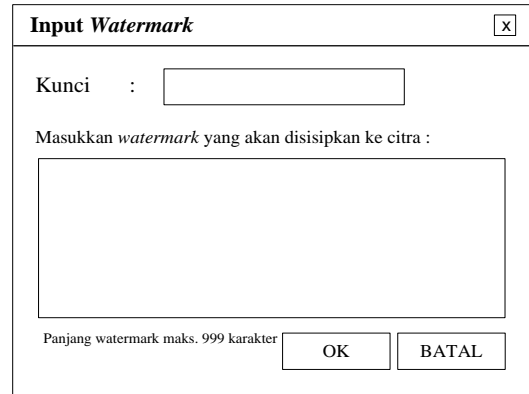 Input Watermark x
Kunci :
Masukkan watermark yang akan disisipkan ke citra :
Panjang watermark maks. 999 karakter
OK BATAL